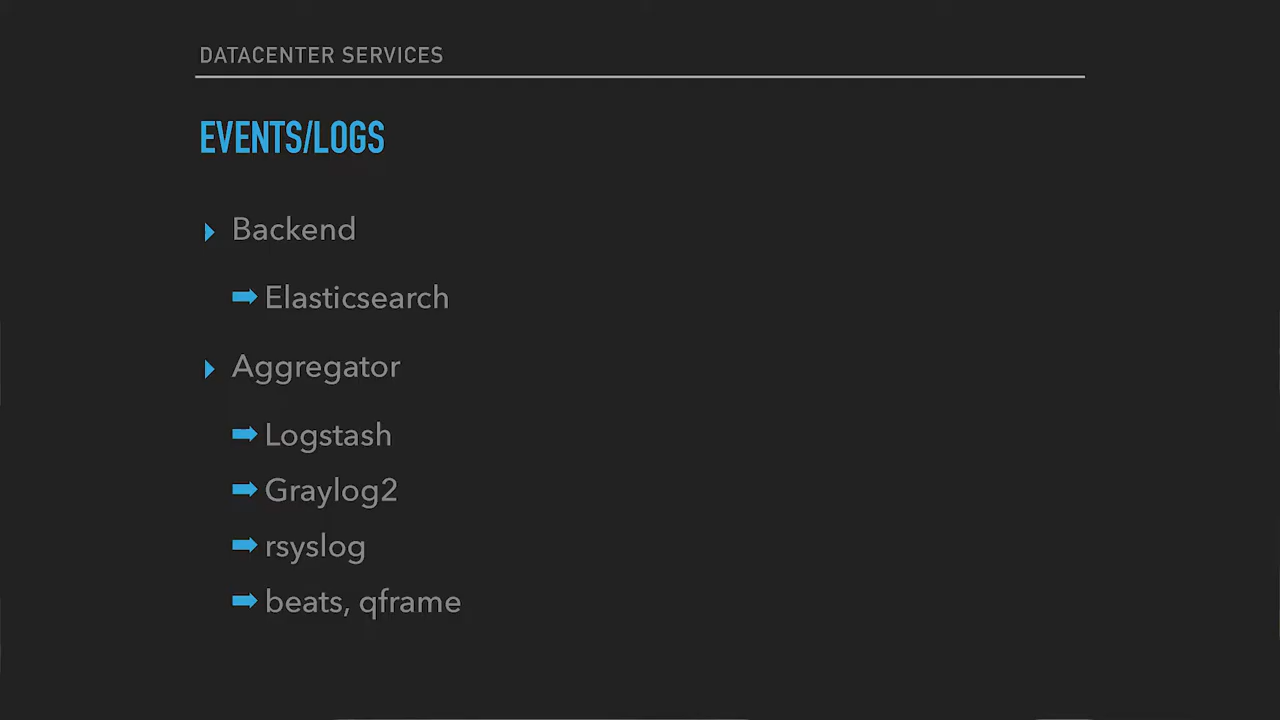 DATACENTER SERVICES
EVENTS/LOGS
Backend
Elasticsearch
Aggregator
Logstash
Graylog2
rsyslog
beats, qframe